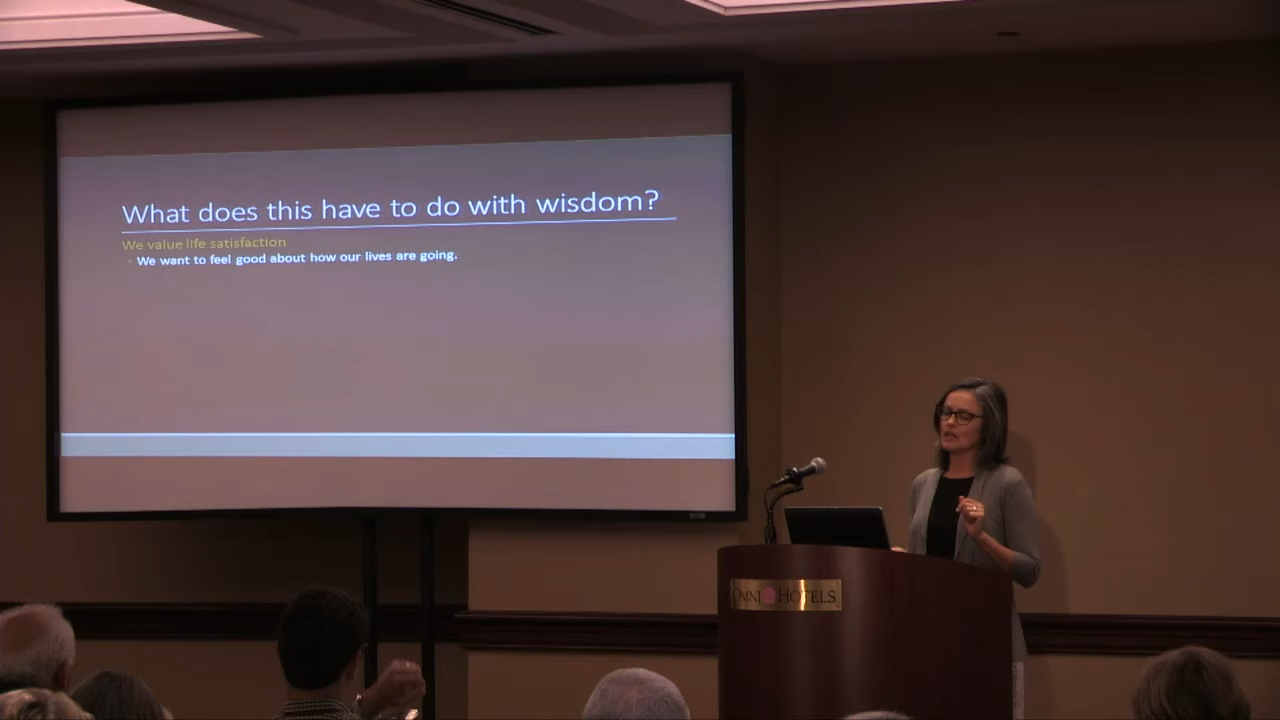 What does this have to do with wisdom?
We value life satisfaction
We want to feel good about how our lives are going.
OMNI HOTELS